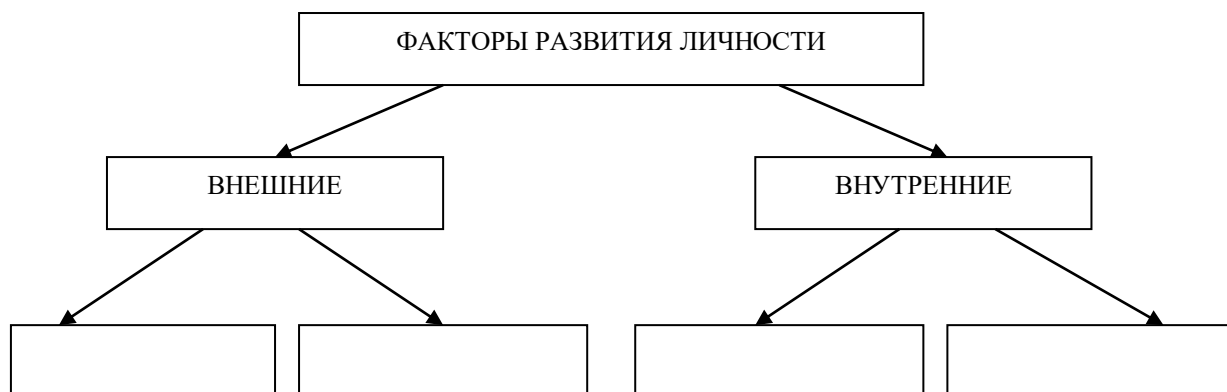 ФАКТОРЫ РАЗВИТИЯ ЛИЧНОСТИ
ВНЕШНИЕ
ВНУТРЕННИЕ